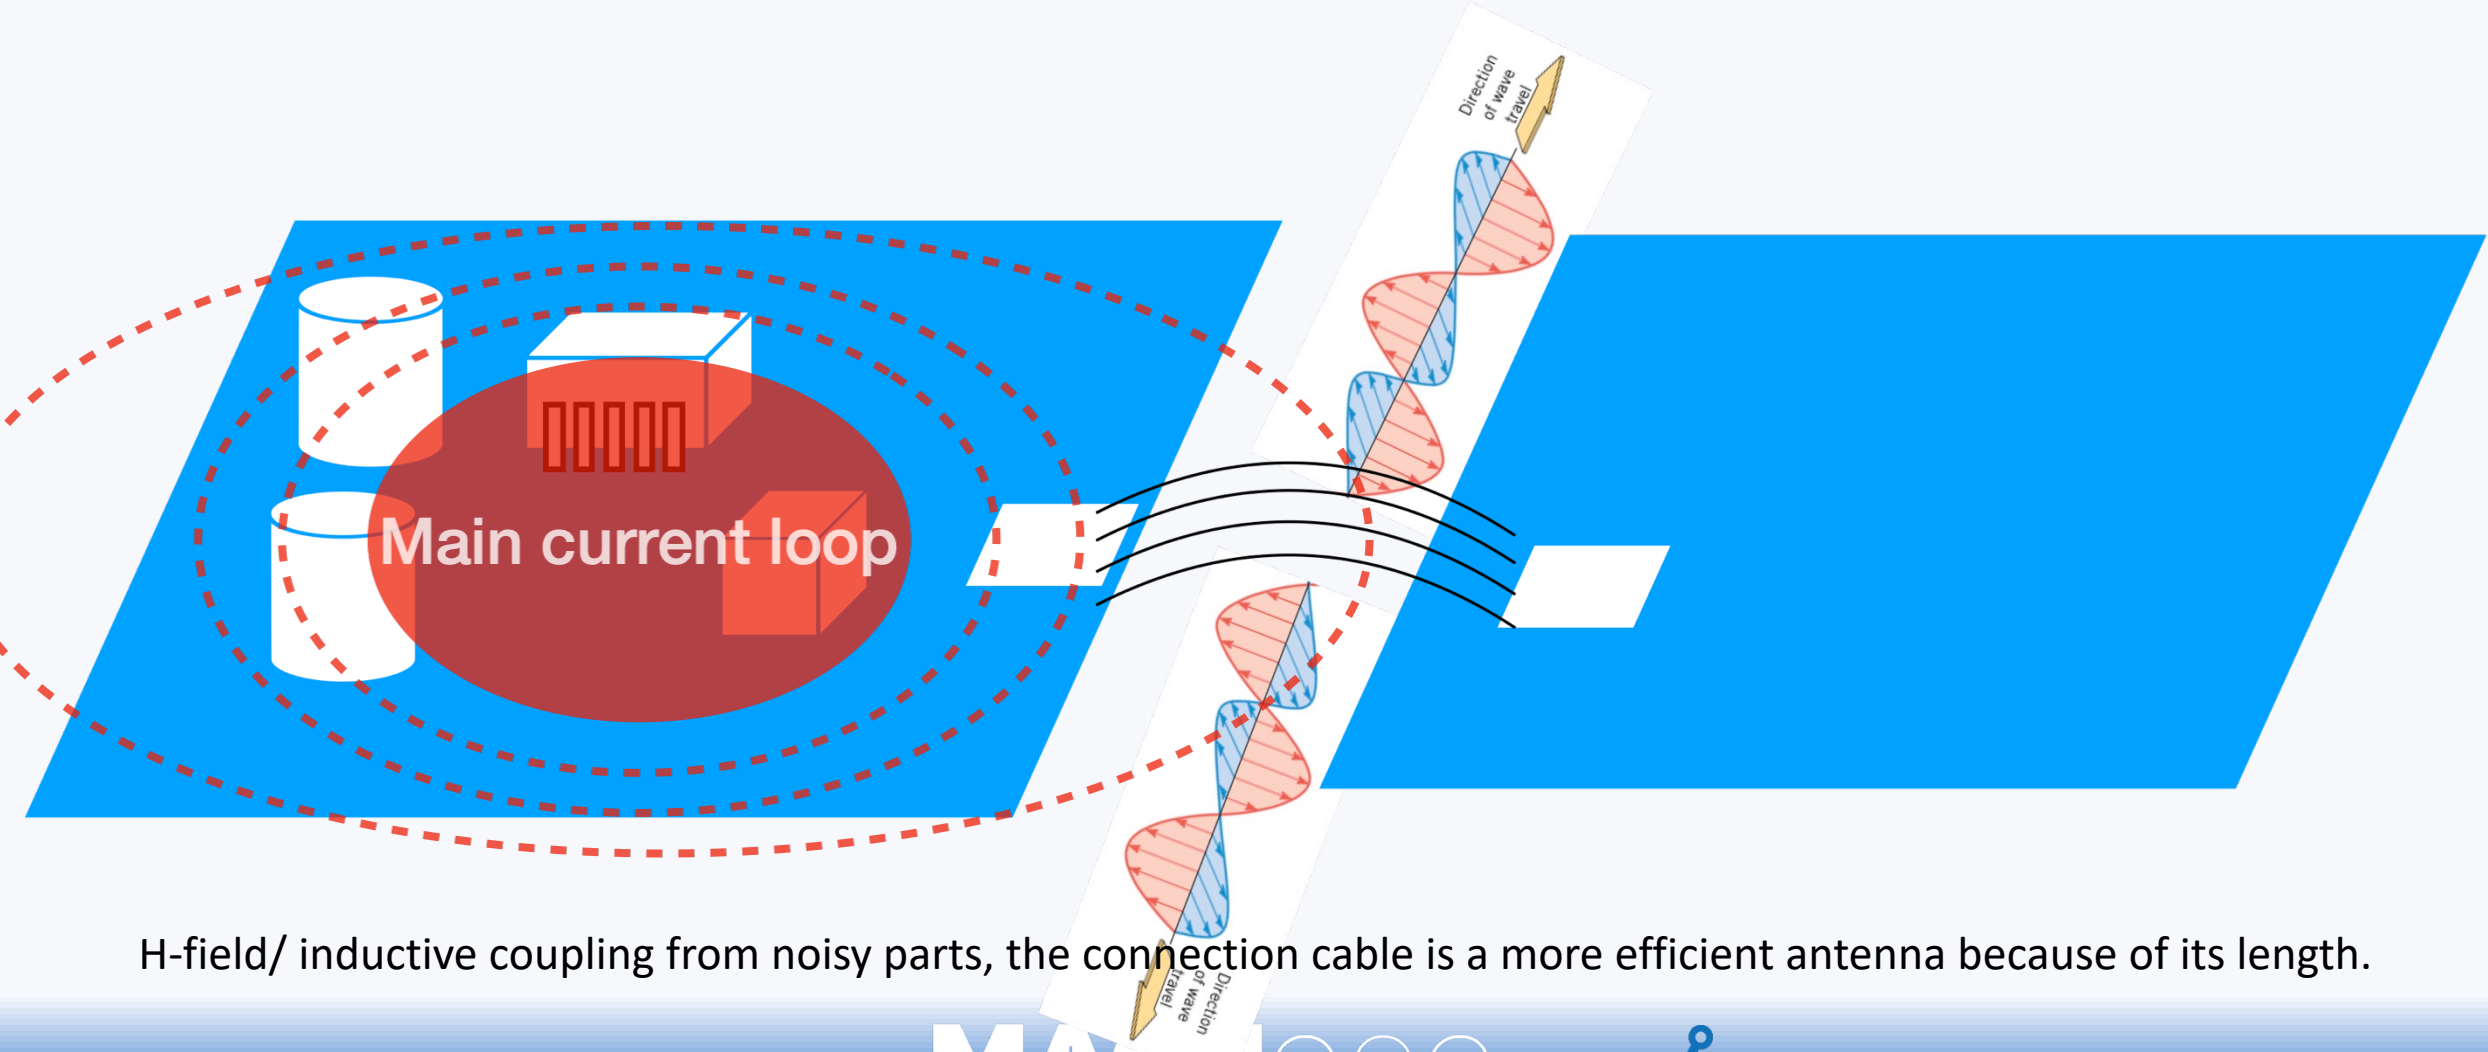 Direction
of wave
travel
Main current loop
H-field/ inductive coupling from noisy parts, the connection cable is a more efficient antenna because of its length.
Direction
of wave
travel